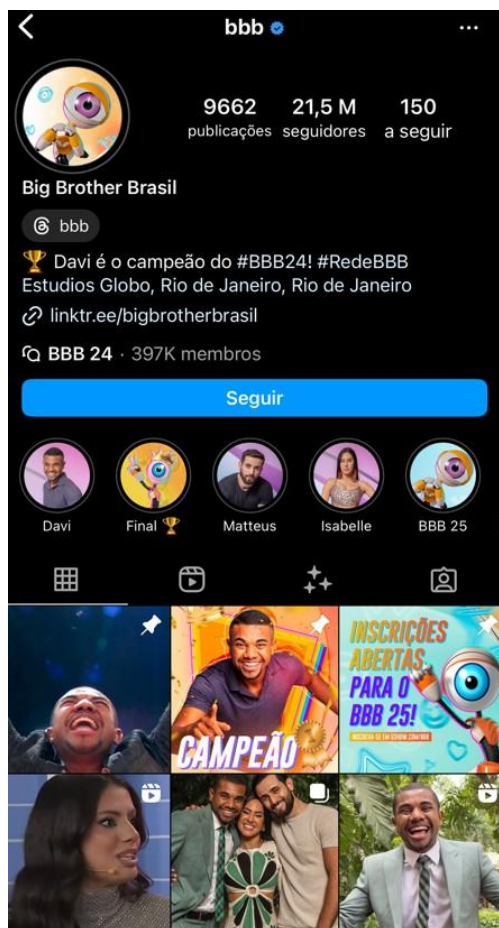 bbb
9662 21,5 M 150
publicações seguidores a seguir
Big Brother Brasil
bbb
🏆 Davi é o campeão do #BBB24! #RedeBBB
Estudios Globo, Rio de Janeiro, Rio de Janeiro
linktr.ee/bigbrotherbrasil
BBB 24 · 397K membros
Seguir
Davi Final 🏆 Matteus Isabelle BBB 25
CAMPEÃO
INSCRIÇÕES
ABERTAS
PARA O
BBB 25!